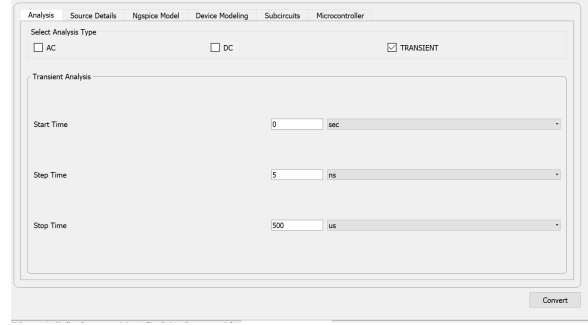 Analysis Source Details Ngspice Model Device Modeling Subcircuits Microcontroller
Select Analysis Type
AC DC TRANSIENT
Transient Analysis
Start Time 0 sec
Step Time 5 ns
Stop Time 500 us
Convert